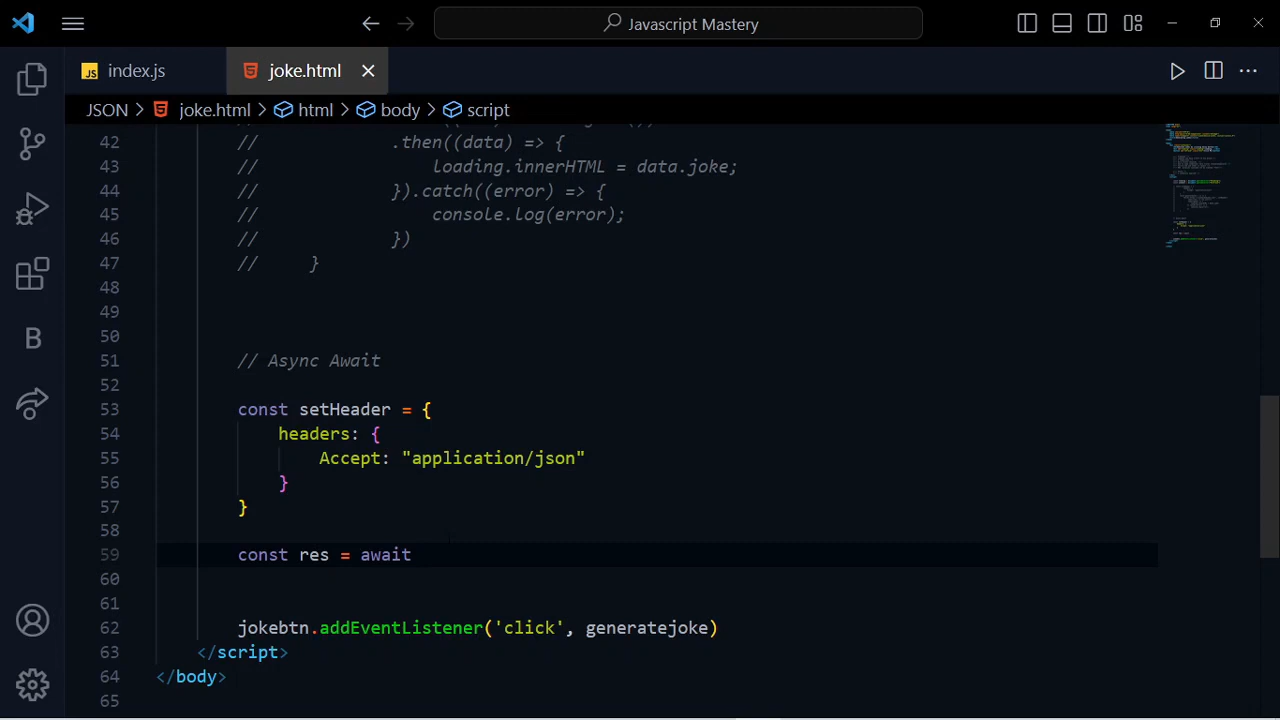 Javascript Mastery
JS index.js
joke.html
JSON > joke.html > html > body > script
42 // .then((data) => {
43 // loading.innerHTML = data.joke;
44 // }).catch((error) => {
45 // console.log(error);
46 // })
47 // }
48
49
50
51 // Async Await
52
53 const setHeader = {
54 headers: {
55 Accept: "application/json"
56 }
57 }
58
59 const res = await
60
61
62 jokebtn.addEventListener('click', generatejoke)
63 </script>
64 </body>
65